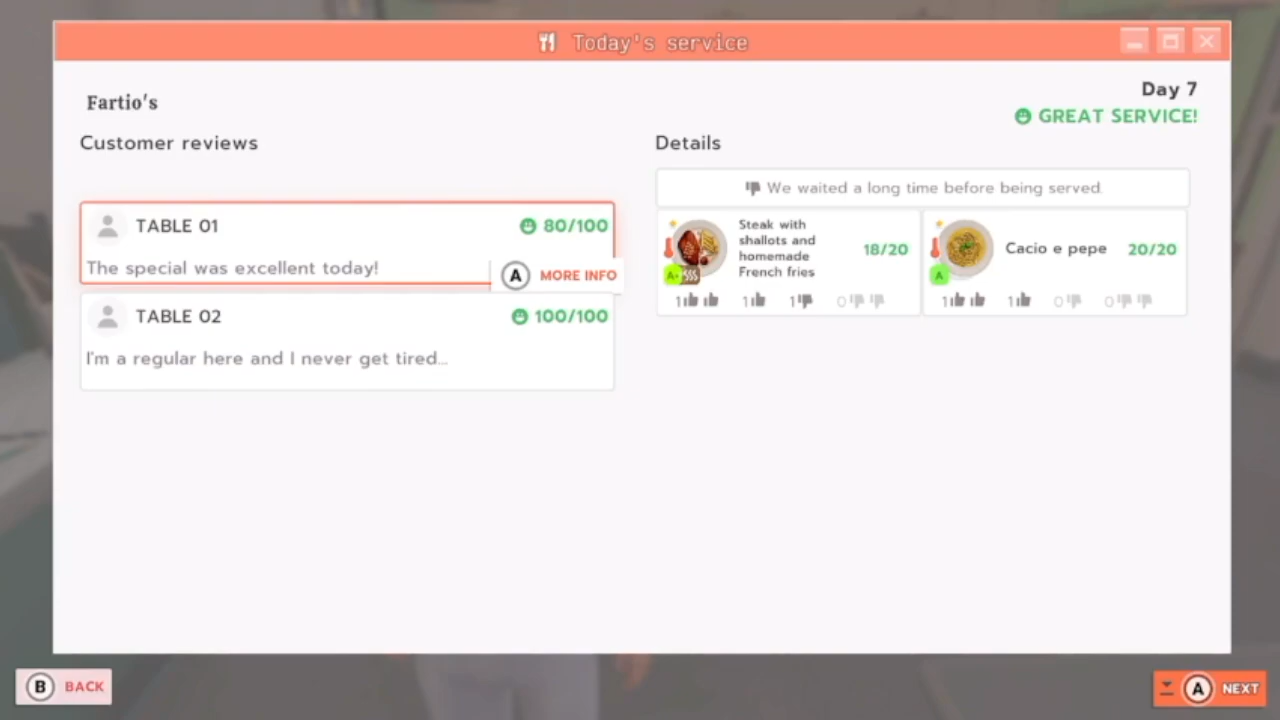 Today's service
Fartio's
Day 7
GREAT SERVICE!
Customer reviews
Details
TABLE 01
80/100
The special was excellent today!
A MORE INFO
TABLE 02
100/100
I'm a regular here and I never get tired...
We waited a long time before being served.
Steak with
shallots and
homemade
French fries
18/20
A+
1 1 1 0
Cacio e pepe
20/20
A
1 1 0 0
B BACK
A NEXT